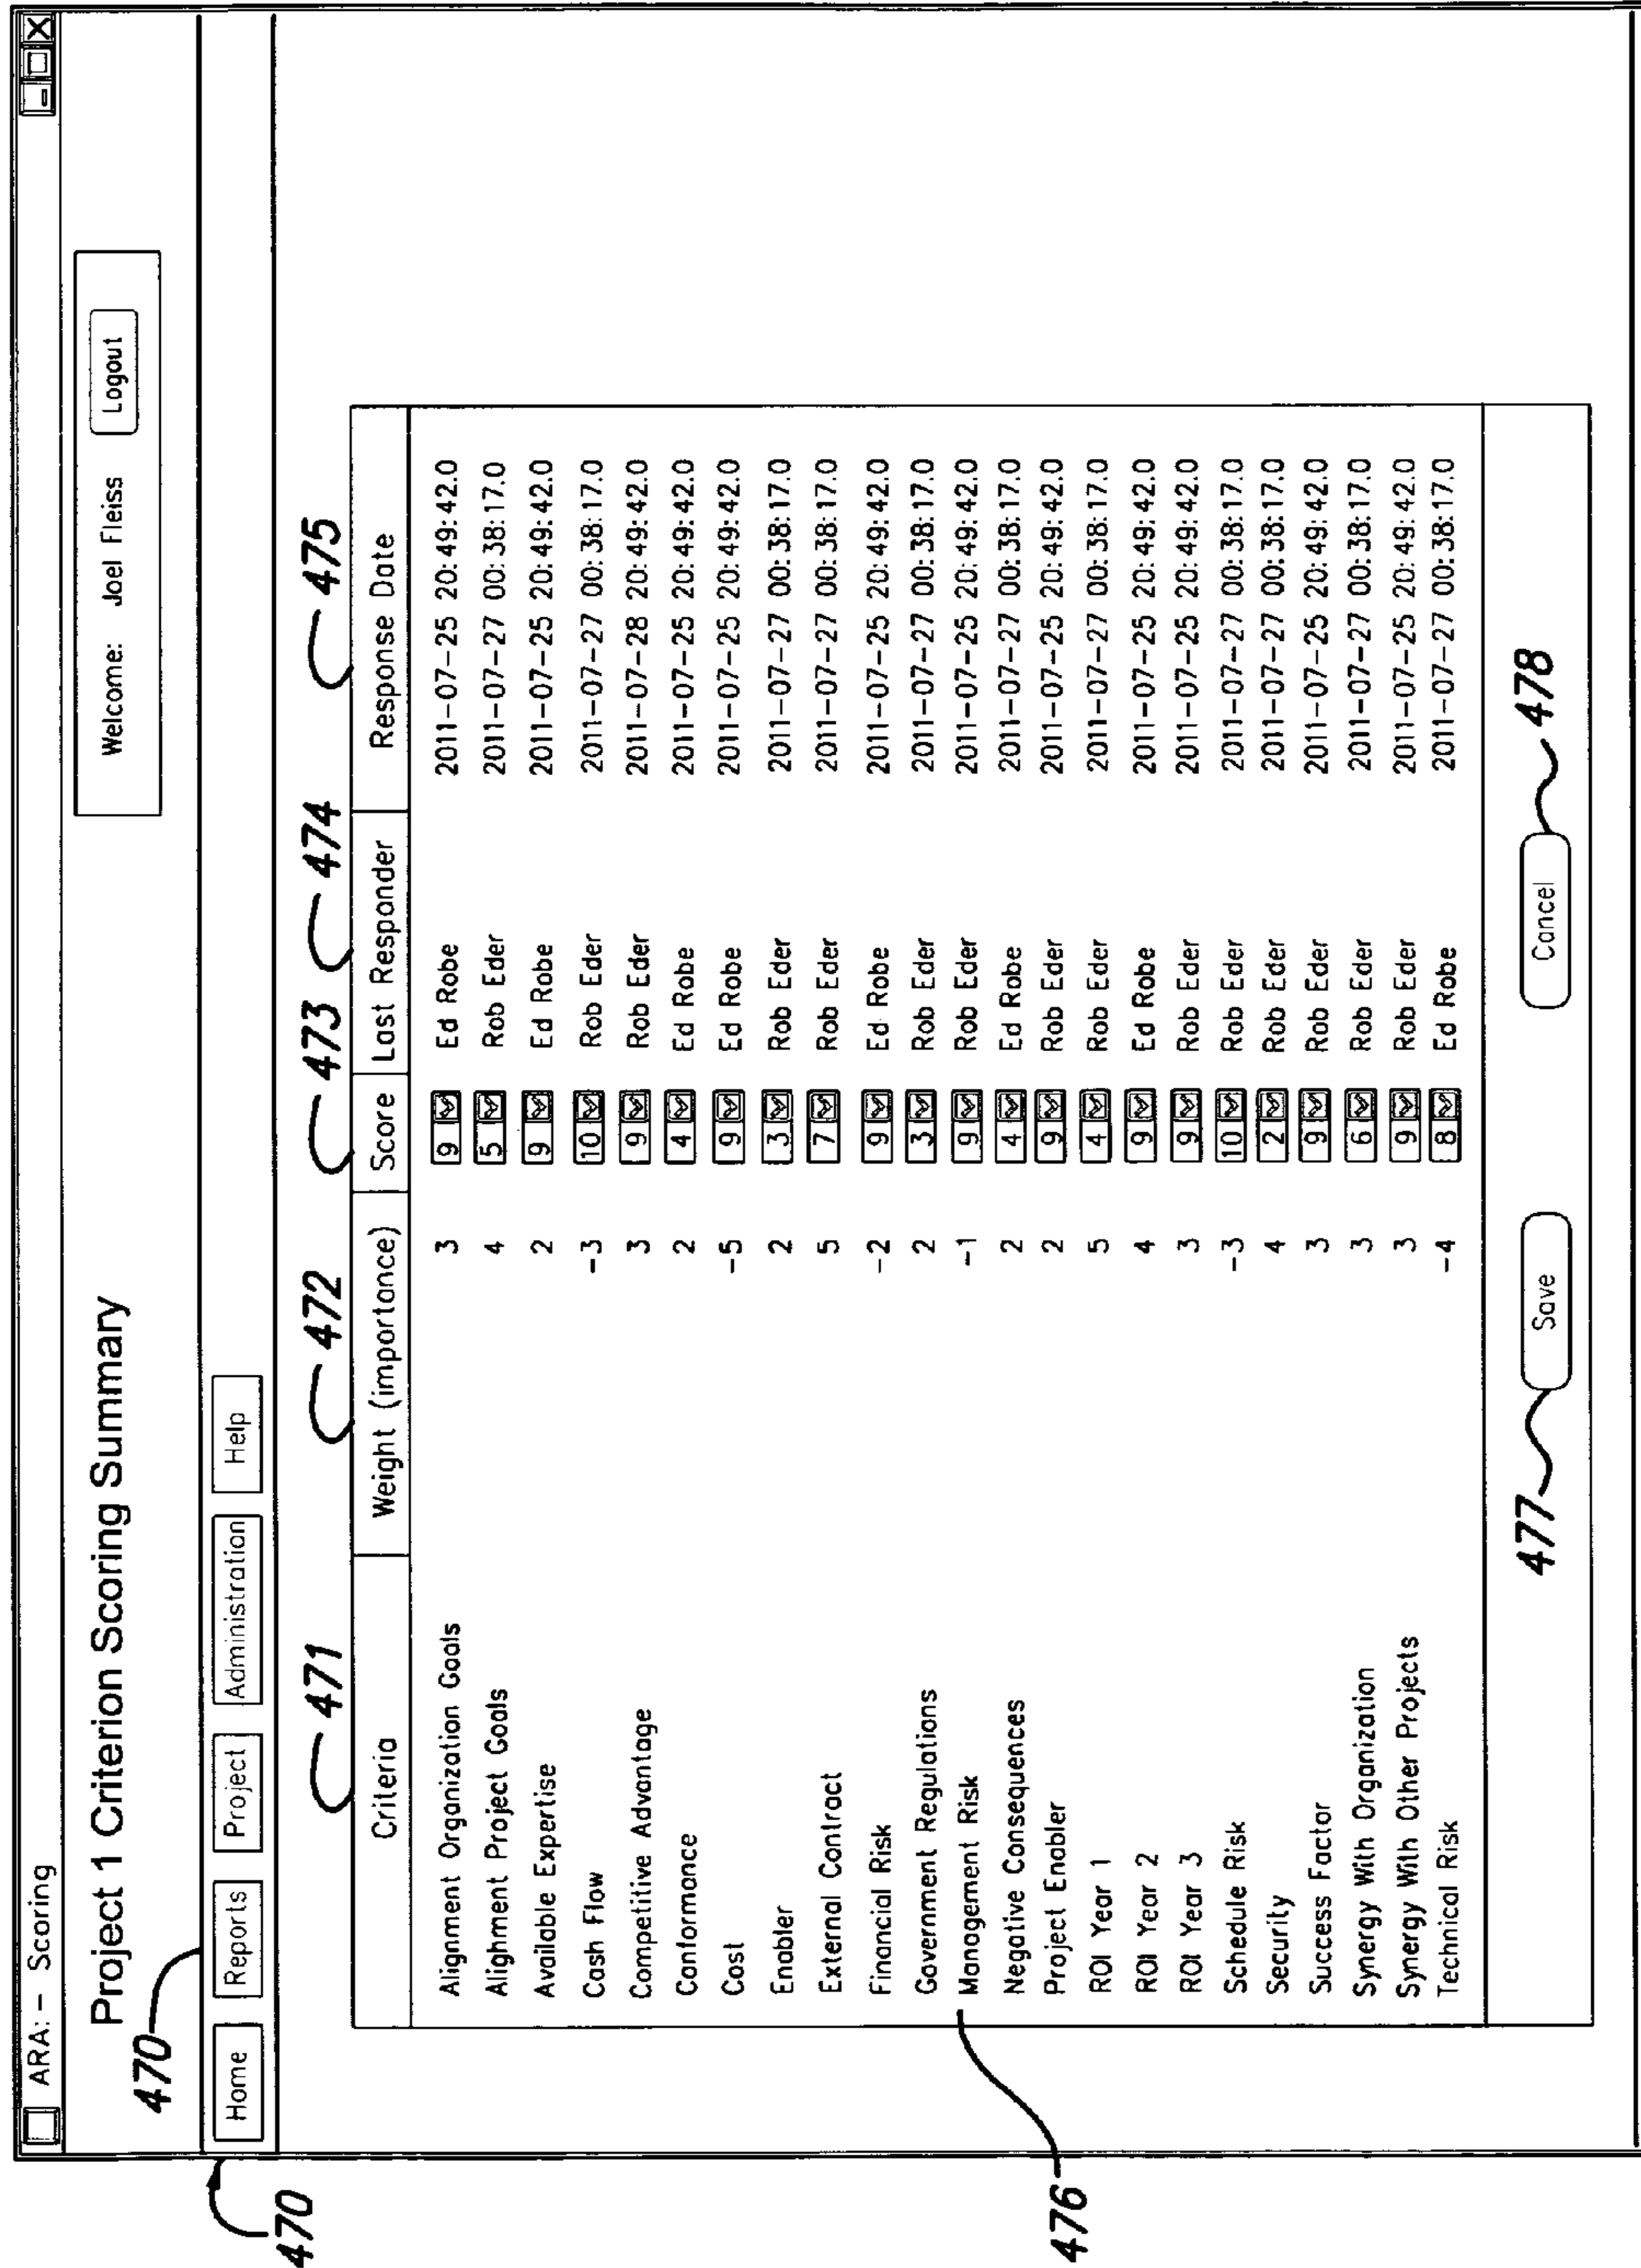 ARA: - Scoring
Project 1 Criterion Scoring Summary
Welcome: Joel Fleiss Logout
470
Home Reports Project Administration Help
470
471 472 473 474 475
Criteria Weight (importance) Score Last Responder Response Date
Alignment Organization Goals 3 9 Ed Robe 2011-07-25 20:49:42.0
Alighment Project Goals 4 5 Rob Eder 2011-07-27 00:38:17.0
Available Expertise 2 9 Ed Robe 2011-07-25 20:49:42.0
Cash Flow -3 10 Rob Eder 2011-07-27 00:38:17.0
Competitive Advantage 3 9 Rob Eder 2011-07-28 20:49:42.0
Conformance 2 4 Ed Robe 2011-07-25 20:49:42.0
Cost -5 9 Ed Robe 2011-07-25 20:49:42.0
Enabler 2 3 Rob Eder 2011-07-27 00:38:17.0
External Contract 5 7 Rob Eder 2011-07-27 00:38:17.0
Financial Risk -2 9 Ed Robe 2011-07-25 20:49:42.0
Government Regulations 2 3 Rob Eder 2011-07-27 00:38:17.0
Management Risk -1 9 Rob Eder 2011-07-25 20:49:42.0
Negative Consequences 2 4 Ed Robe 2011-07-27 00:38:17.0
Project Enabler 2 9 Rob Eder 2011-07-25 20:49:42.0
ROI Year 1 5 4 Rob Eder 2011-07-27 00:38:17.0
ROI Year 2 4 9 Ed Robe 2011-07-25 20:49:42.0
ROI Year 3 3 9 Rob Eder 2011-07-25 20:49:42.0
Schedule Risk -3 10 Rob Eder 2011-07-27 00:38:17.0
Security 4 2 Rob Eder 2011-07-27 00:38:17.0
Success Factor 3 9 Rob Eder 2011-07-25 20:49:42.0
Synergy With Organization 3 6 Rob Eder 2011-07-27 00:38:17.0
Synergy With Other Projects 3 9 Rob Eder 2011-07-25 20:49:42.0
Technical Risk -4 8 Ed Robe 2011-07-27 00:38:17.0
476
477 Save Cancel 478